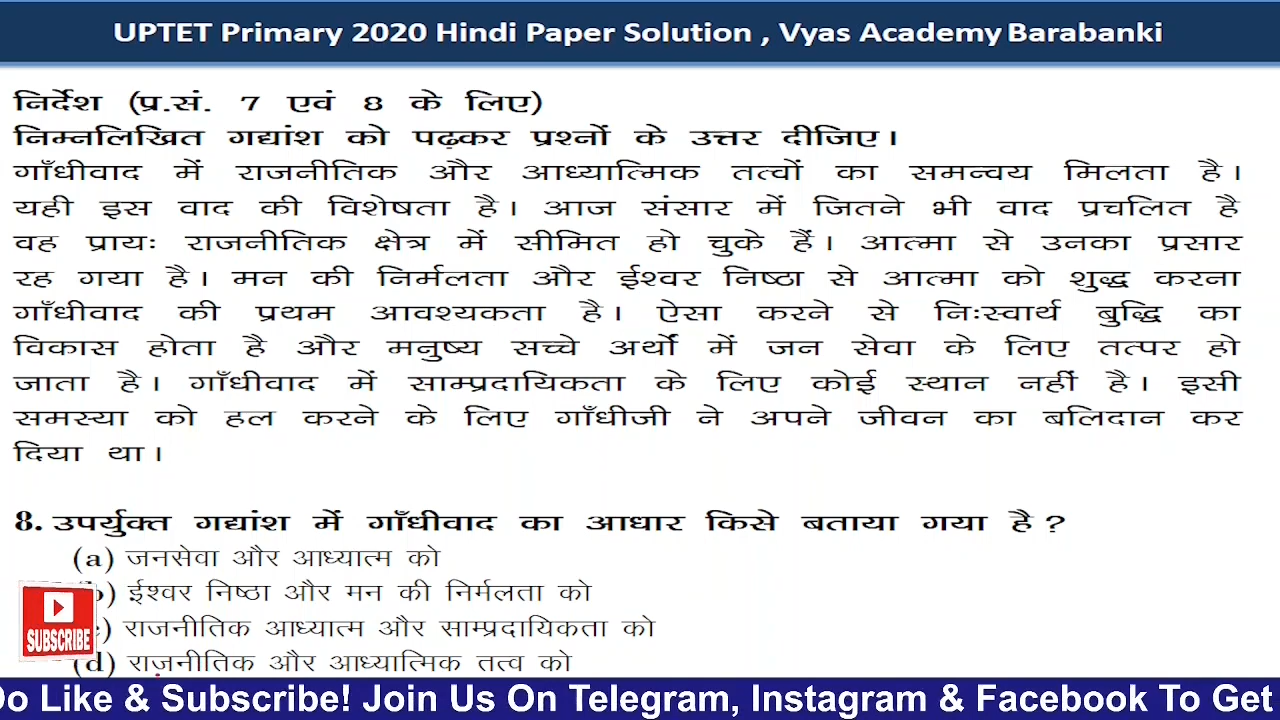 UPTET Primary 2020 Hindi Paper Solution , Vyas Academy Barabanki
निर्देश (प्र.सं. 7 एवं 8 के लिए)
निम्नलिखित गद्यांश को पढ़कर प्रश्नों के उत्तर दीजिए।
गाँधीवाद में राजनीतिक और आध्यात्मिक तत्वों का समन्वय मिलता है।
यही इस वाद की विशेषता है। आज संसार में जितने भी वाद प्रचलित है
वह प्रायः राजनीतिक क्षेत्र में सीमित हो चुके हैं। आत्मा से उनका प्रसार
रह गया है। मन की निर्मलता और ईश्वर निष्ठा से आत्मा को शुद्ध करना
गाँधीवाद की प्रथम आवश्यकता है। ऐसा करने से निःस्वार्थ बुद्धि का
विकास होता है और मनुष्य सच्चे अर्थों में जन सेवा के लिए तत्पर हो
जाता है। गाँधीवाद में साम्प्रदायिकता के लिए कोई स्थान नहीं है। इसी
समस्या को हल करने के लिए गाँधीजी ने अपने जीवन का बलिदान कर
दिया था।
8. उपर्युक्त गद्यांश में गाँधीवाद का आधार किसे बताया गया है ?
(a) जनसेवा और आध्यात्म को
) ईश्वर निष्ठा और मन की निर्मलता को
) राजनीतिक आध्यात्म और साम्प्रदायिकता को
(d) राजनीतिक और आध्यात्मिक तत्व को
SUBSCRIBE
Do Like & Subscribe! Join Us On Telegram, Instagram & Facebook To Get